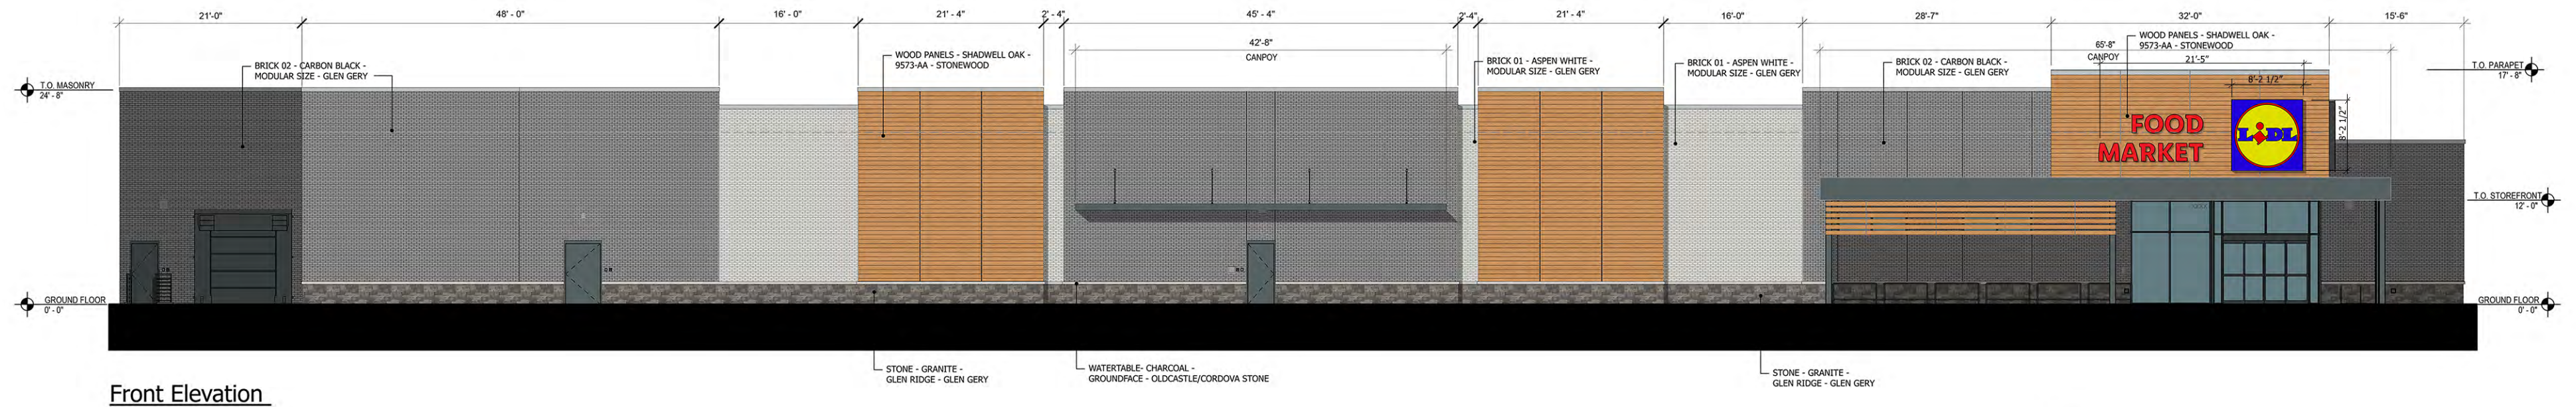 21'-0"
48' - 0"
16' - 0"
21' - 4"
2' - 4"
45' - 4"
2'-4"
21' - 4"
16'-0"
28'-7"
32'-0"
15'-6"
42'-8"
CANPOY
65'-8"
CANPOY
21'-5"
8'-2 1/2"
8'-2 1/2"
T.O. MASONRY
24' - 8"
BRICK 02 - CARBON BLACK -
MODULAR SIZE - GLEN GERY
WOOD PANELS - SHADWELL OAK -
9573-AA - STONEWOOD
BRICK 01 - ASPEN WHITE -
MODULAR SIZE - GLEN GERY
BRICK 01 - ASPEN WHITE -
MODULAR SIZE - GLEN GERY
BRICK 02 - CARBON BLACK -
MODULAR SIZE - GLEN GERY
WOOD PANELS - SHADWELL OAK -
9573-AA - STONEWOOD
T.O. PARAPET
17' - 8"
FOOD
MARKET
LiDL
T.O. STOREFRONT
12' - 0"
GROUND FLOOR
0' - 0"
GROUND FLOOR
0' - 0"
STONE - GRANITE -
GLEN RIDGE - GLEN GERY
WATERTABLE- CHARCOAL -
GROUNDFACE - OLDCASTLE/CORDOVA STONE
STONE - GRANITE -
GLEN RIDGE - GLEN GERY
Front Elevation